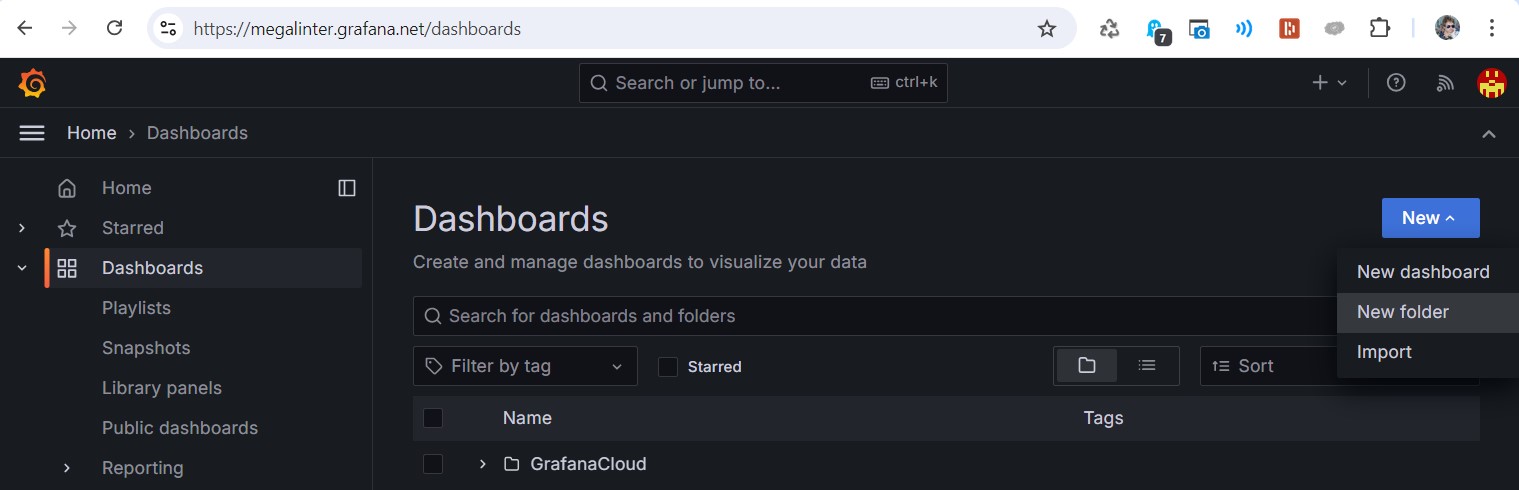 https://megalinter.grafana.net/dashboards
7
Search or jump to... ctrl+k
Home › Dashboards
Home
Starred
Dashboards
Playlists
Snapshots
Library panels
Public dashboards
Reporting
Dashboards
New
Create and manage dashboards to visualize your data
New dashboard
New folder
Import
Search for dashboards and folders
Filter by tag
Starred
Sort
Name Tags
GrafanaCloud